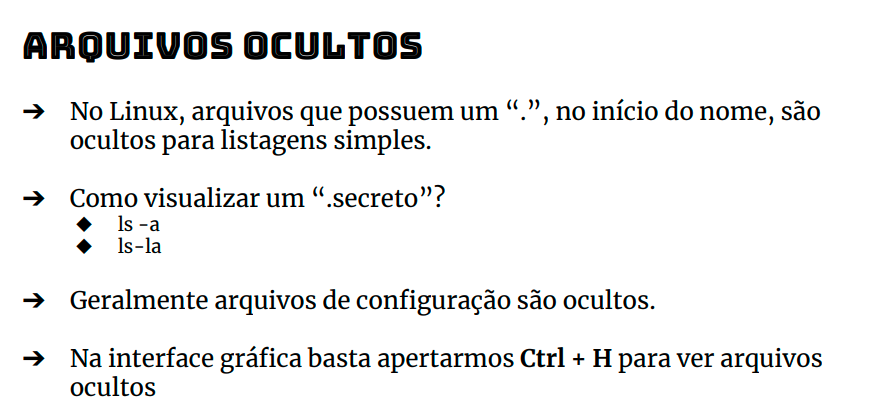 ARQUIVOS OCULTOS
➔ No Linux, arquivos que possuem um “.”, no início do nome, são
ocultos para listagens simples.
➔ Como visualizar um “.secreto”?
◆ ls -a
◆ ls-la
➔ Geralmente arquivos de configuração são ocultos.
➔ Na interface gráfica basta apertarmos Ctrl + H para ver arquivos
ocultos